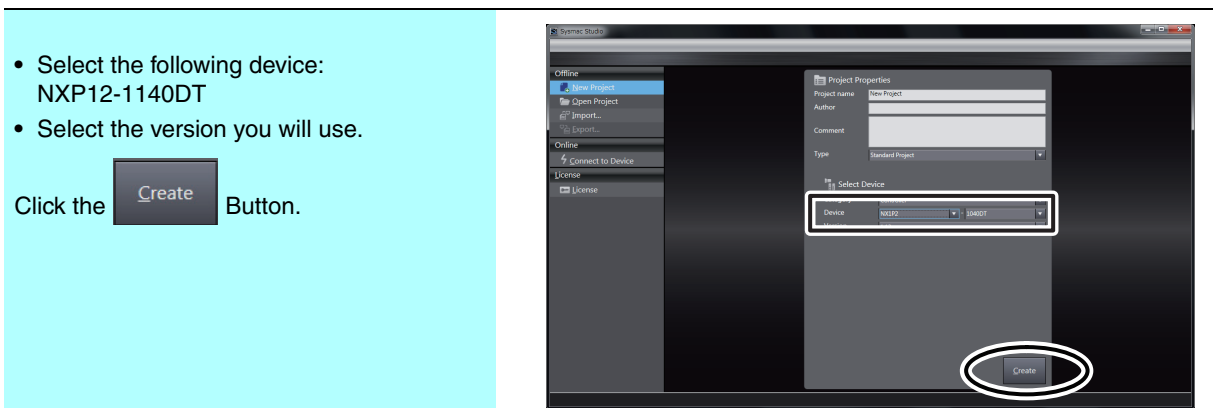 • Select the following device:
NXP12-1140DT
• Select the version you will use.
Click the Create Button.
Sysmac Studio
Offline
New Project
Open Project
Import...
Export...
Online
Connect to Device
License
License
Project Properties
Project name New Project
Author
Comment
Type Standard Project
Select Device
Device NX1P2 - 1040DT
Create